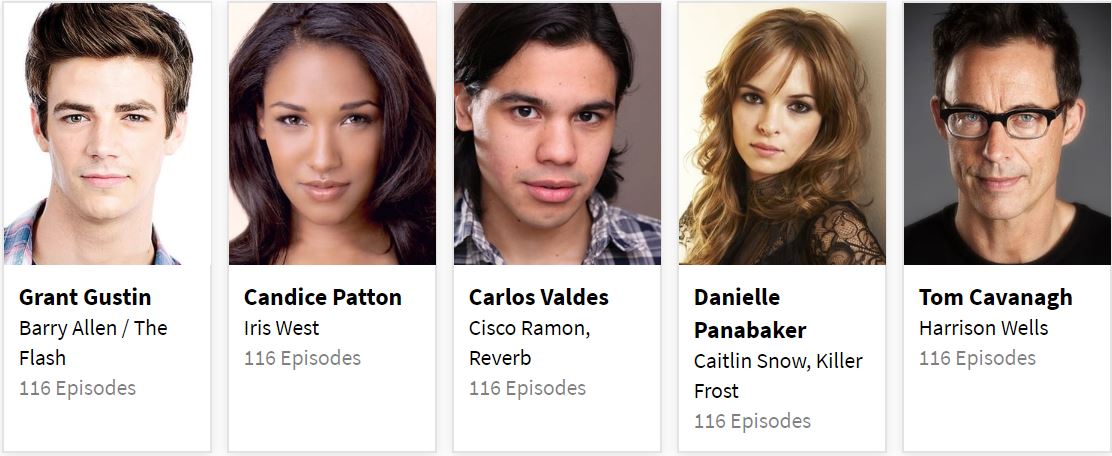 Grant Gustin
Barry Allen / The
Flash
116 Episodes
Candice Patton
Iris West
116 Episodes
Carlos Valdes
Cisco Ramon,
Reverb
116 Episodes
Danielle
Panabaker
Caitlin Snow, Killer
Frost
116 Episodes
Tom Cavanagh
Harrison Wells
116 Episodes